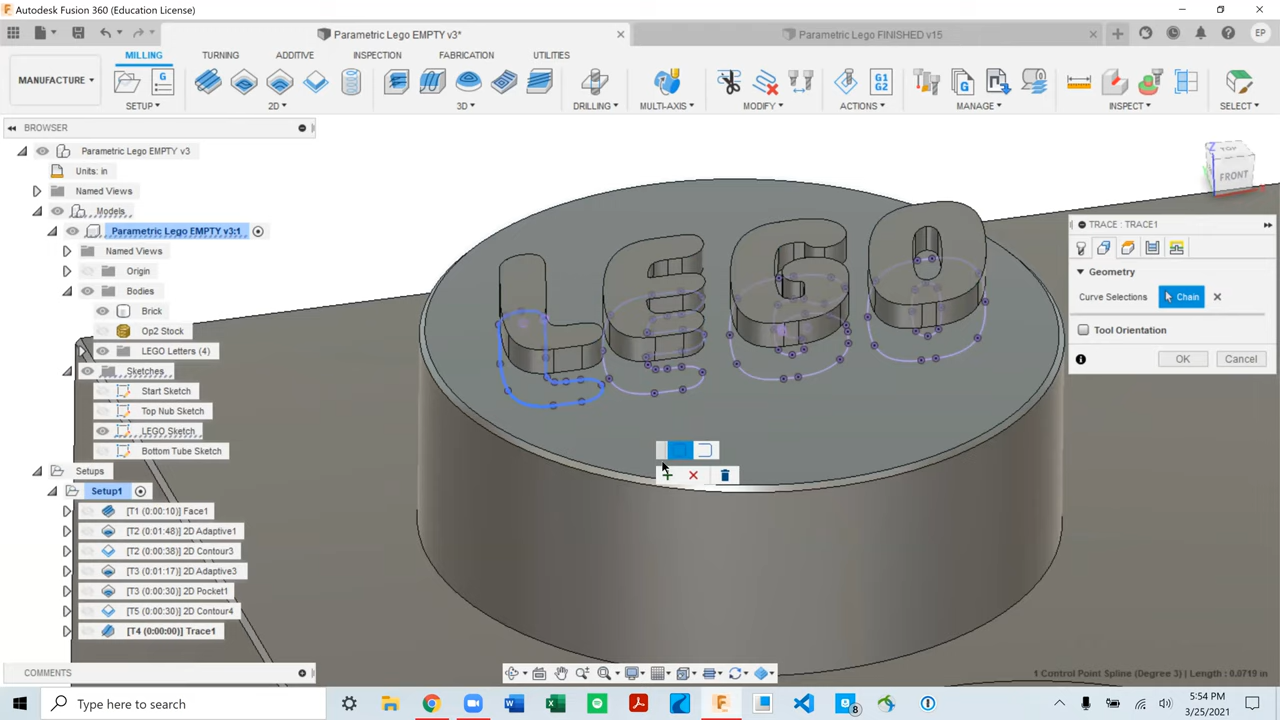 Autodesk Fusion 360 (Education License)
Parametric Lego EMPTY v3*
Parametric Lego FINISHED v15
EP
MANUFACTURE
MILLING TURNING ADDITIVE INSPECTION FABRICATION UTILITIES
SETUP 2D 3D DRILLING MULTI-AXIS MODIFY ACTIONS MANAGE INSPECT SELECT
G
G1
G2
BROWSER
Parametric Lego EMPTY v3
Units: in
Named Views
Models
Parametric Lego EMPTY v3:1
Named Views
Origin
Bodies
Brick
Op2 Stock
LEGO Letters (4)
Sketches
Start Sketch
Top Nub Sketch
LEGO Sketch
Bottom Tube Sketch
Setups
Setup1
[T1 (0:00:10)] Face1
[T2 (0:01:48)] 2D Adaptive1
[T2 (0:00:38)] 2D Contour3
[T3 (0:01:17)] 2D Adaptive3
[T3 (0:00:30)] 2D Pocket1
[T5 (0:00:30)] 2D Contour4
[T4 (0:00:00)] Trace1
LEGO
Z
TOP
FRONT
TRACE : TRACE1
Geometry
Curve Selections Chain
Tool Orientation
OK Cancel
COMMENTS
1 Control Point Spline (Degree 3) | Length : 0.0719 in
Type here to search
8
5:54 PM
3/25/2021